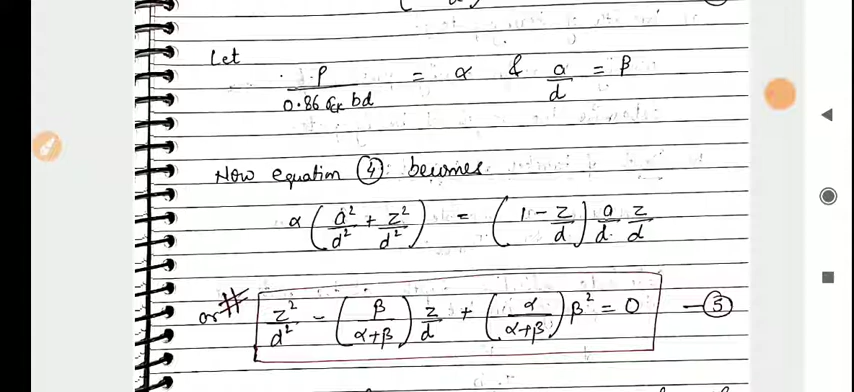 Let
P / 0.86 σck bd = α & a/d = β
Now equation (4) becomes
α ( a²/d² + z²/d² ) = ( 1 - z/d ) a/d z/d
or # z²/d² - ( β / α+β ) z/d + ( α / α+β ) β² = 0 — (5)